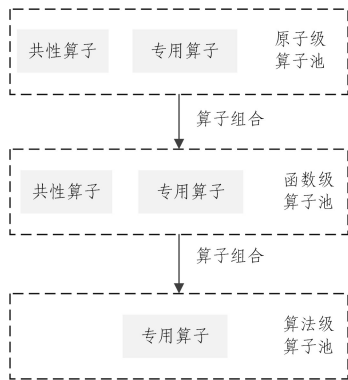 共性算子 专用算子 原子级
算子池
算子组合
共性算子 专用算子 函数级
算子池
算子组合
专用算子 算法级
算子池